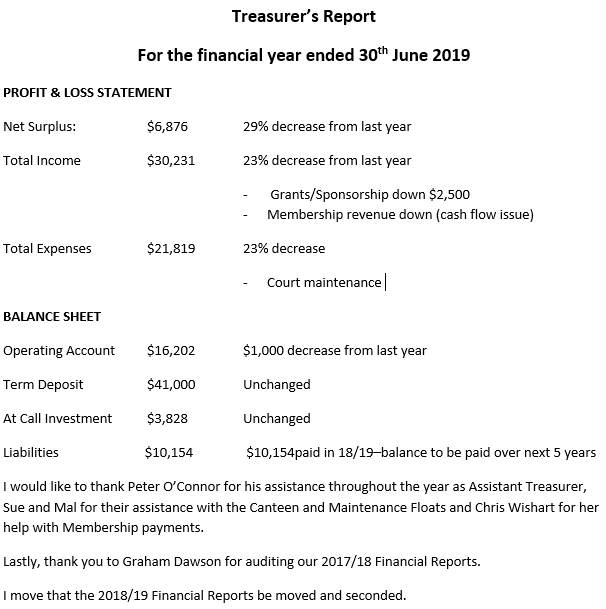 Treasurer’s Report
For the financial year ended 30th June 2019
PROFIT & LOSS STATEMENT
Net Surplus: $6,876 29% decrease from last year
Total Income $30,231 23% decrease from last year
- Grants/Sponsorship down $2,500
- Membership revenue down (cash flow issue)
Total Expenses $21,819 23% decrease
- Court maintenance
BALANCE SHEET
Operating Account $16,202 $1,000 decrease from last year
Term Deposit $41,000 Unchanged
At Call Investment $3,828 Unchanged
Liabilities $10,154 $10,154paid in 18/19–balance to be paid over next 5 years
I would like to thank Peter O’Connor for his assistance throughout the year as Assistant Treasurer,
Sue and Mal for their assistance with the Canteen and Maintenance Floats and Chris Wishart for her
help with Membership payments.
Lastly, thank you to Graham Dawson for auditing our 2017/18 Financial Reports.
I move that the 2018/19 Financial Reports be moved and seconded.